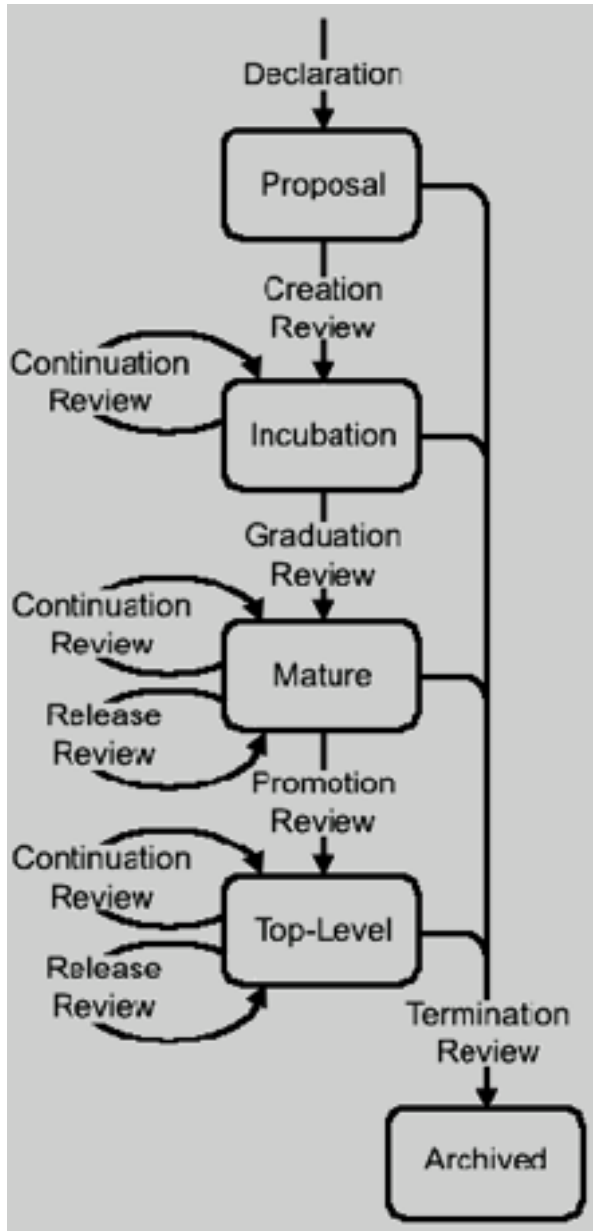 Declaration
Proposal
Creation
Review
Continuation
Review
Incubation
Graduation
Review
Continuation
Review
Mature
Release
Review
Promotion
Review
Continuation
Review
Top-Level
Release
Review
Termination
Review
Archived